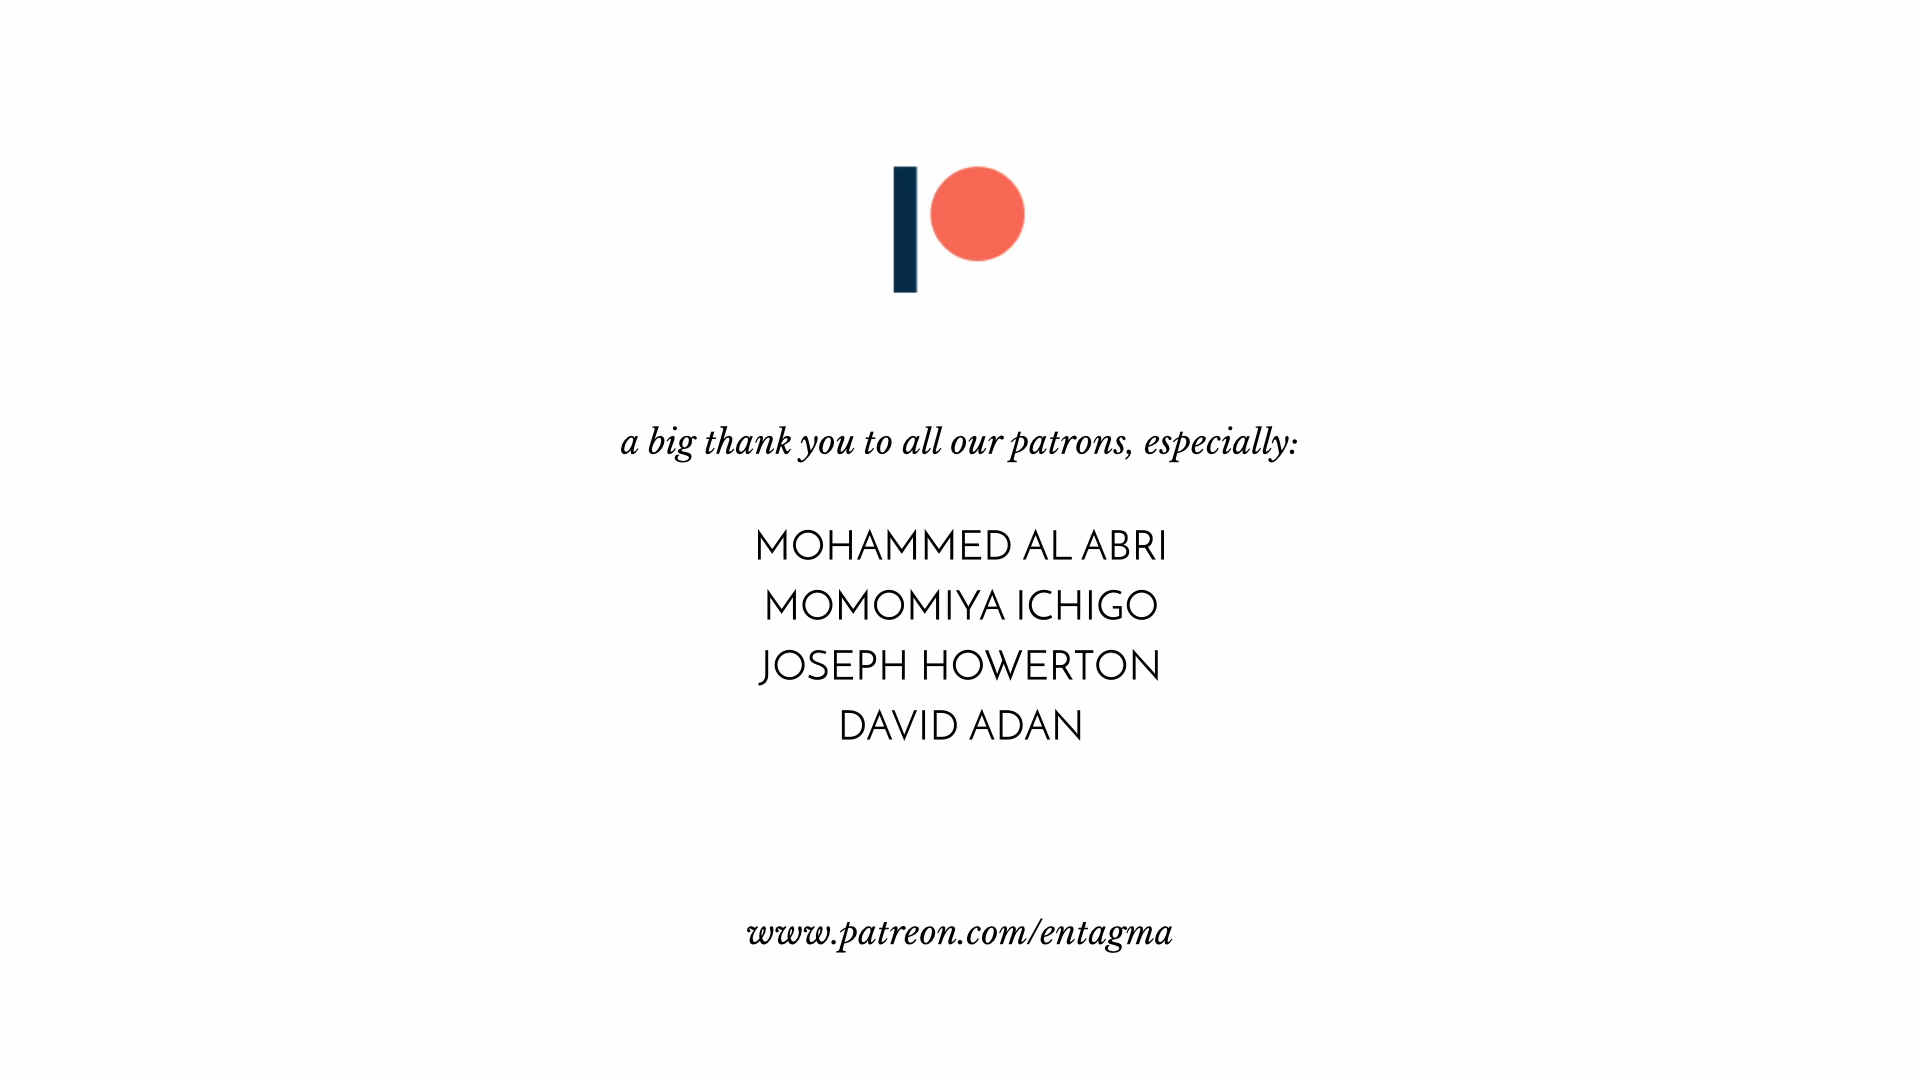 a big thank you to all our patrons, especially:
MOHAMMED AL ABRI
MOMOMIYA ICHIGO
JOSEPH HOWERTON
DAVID ADAN
www.patreon.com/entagma